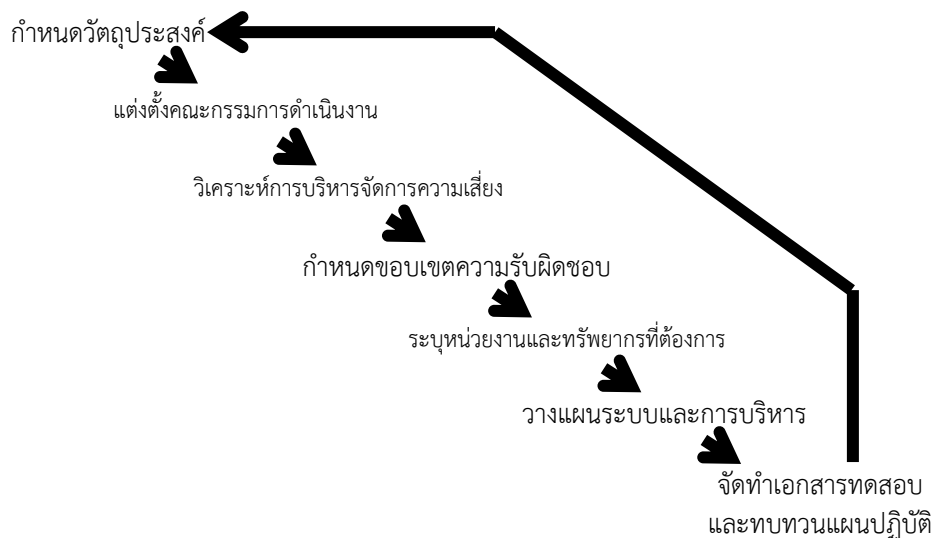 กำหนดวัตถุประสงค์
แต่งตั้งคณะกรรมการดำเนินงาน
วิเคราะห์การบริหารจัดการความเสี่ยง
กำหนดขอบเขตความรับผิดชอบ
ระบุหน่วยงานและทรัพยากรที่ต้องการ
วางแผนระบบและการบริหาร
จัดทำเอกสารทดสอบ
และทบทวนแผนปฏิบัติ